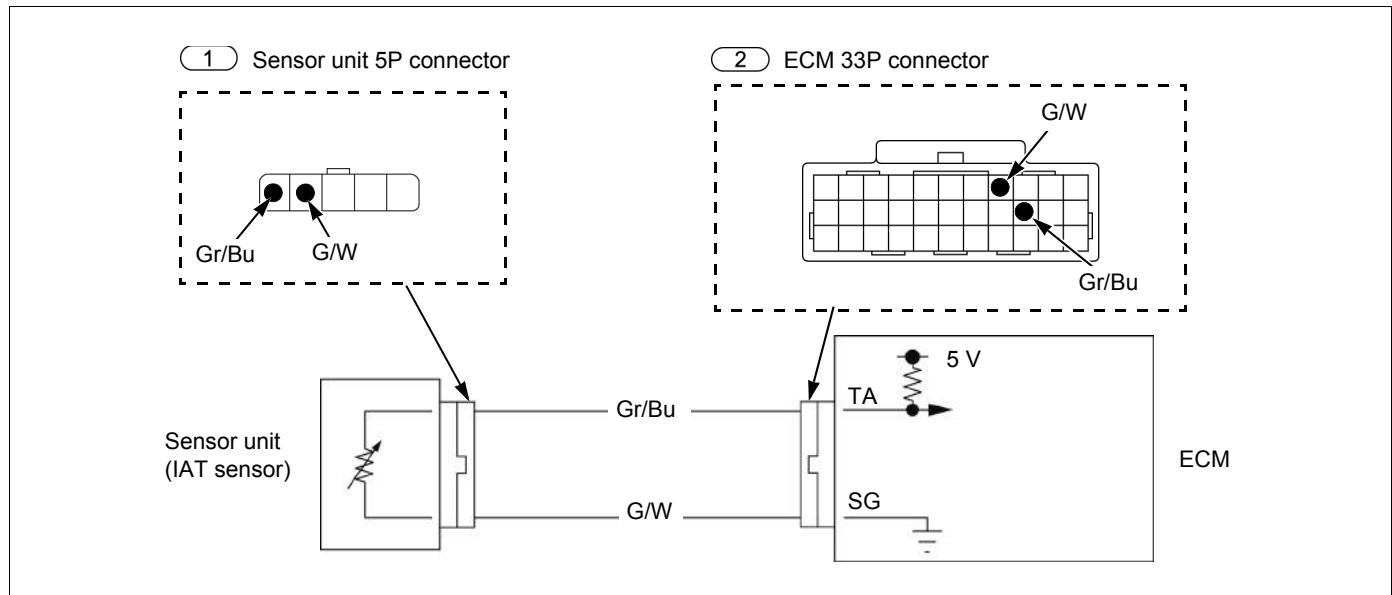 1 Sensor unit 5P connector
2 ECM 33P connector
G/W
Gr/Bu G/W
Gr/Bu
5 V
TA
Gr/Bu
Sensor unit
(IAT sensor)
ECM
SG
G/W